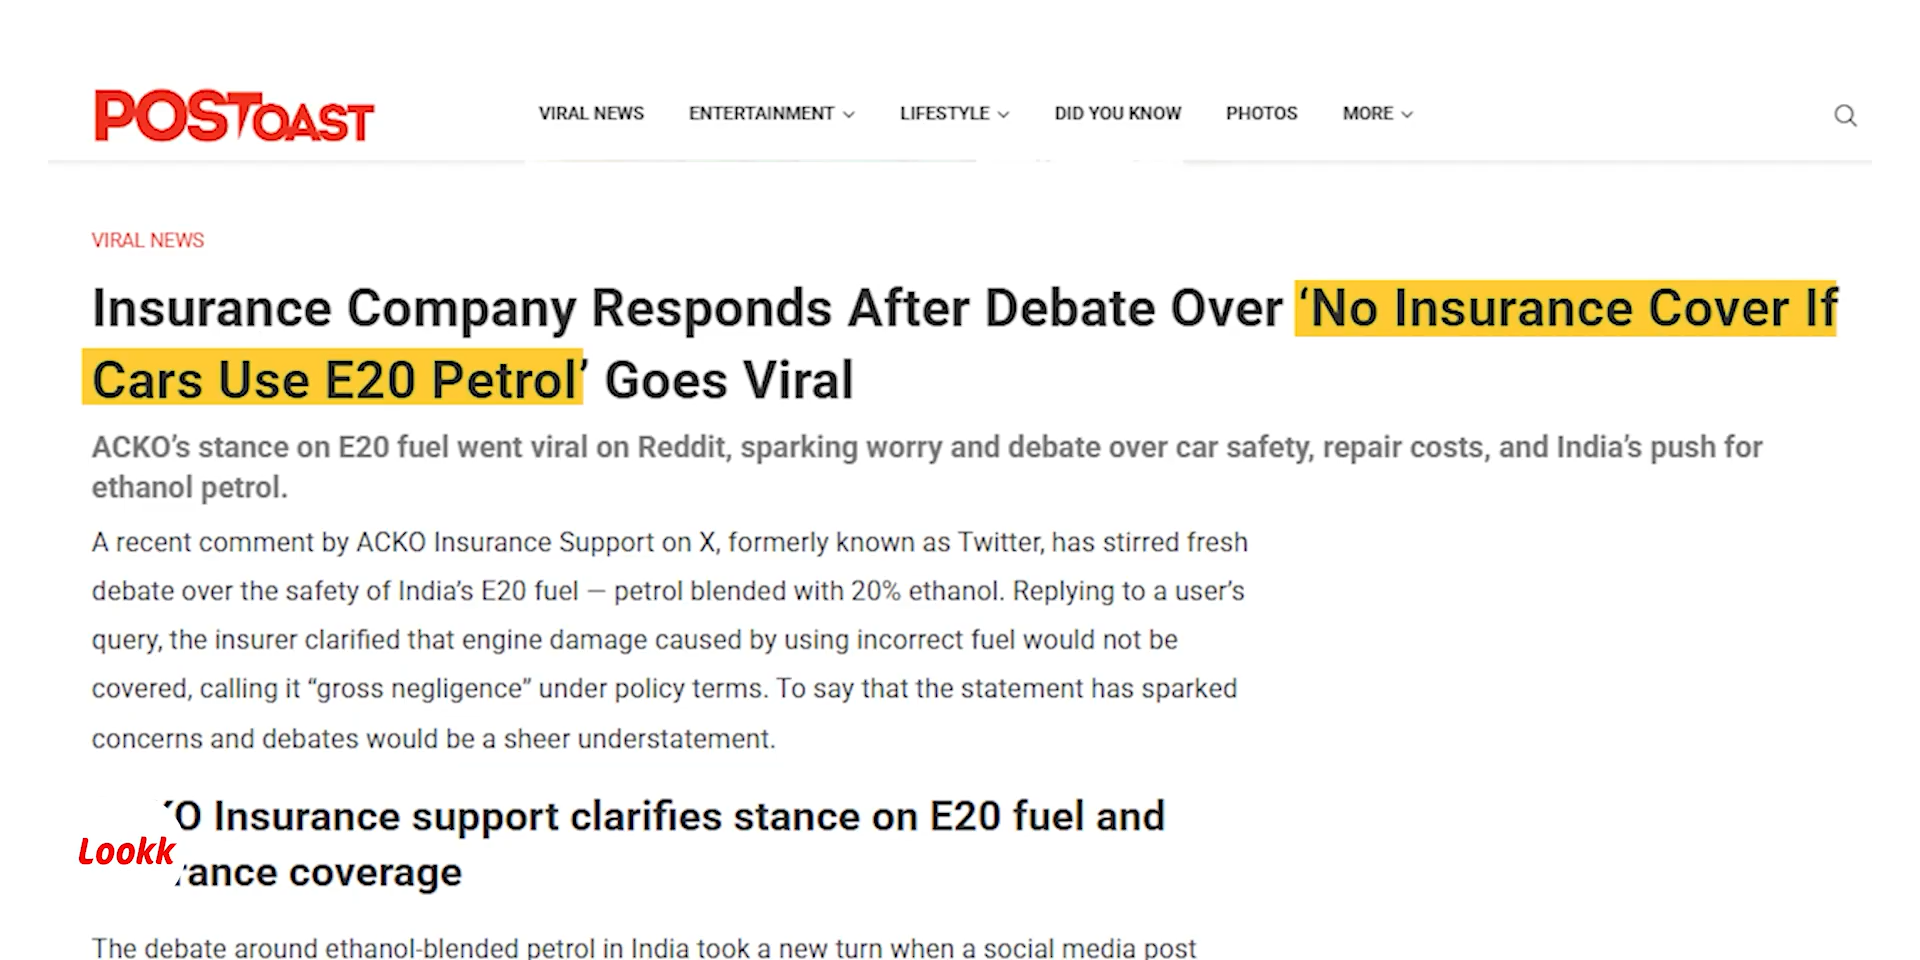 POSTOAST
VIRAL NEWS ENTERTAINMENT LIFESTYLE DID YOU KNOW PHOTOS MORE
VIRAL NEWS
Insurance Company Responds After Debate Over ‘No Insurance Cover If
Cars Use E20 Petrol’ Goes Viral
ACKO’s stance on E20 fuel went viral on Reddit, sparking worry and debate over car safety, repair costs, and India’s push for
ethanol petrol.
A recent comment by ACKO Insurance Support on X, formerly known as Twitter, has stirred fresh
debate over the safety of India’s E20 fuel — petrol blended with 20% ethanol. Replying to a user’s
query, the insurer clarified that engine damage caused by using incorrect fuel would not be
covered, calling it “gross negligence” under policy terms. To say that the statement has sparked
concerns and debates would be a sheer understatement.
O Insurance support clarifies stance on E20 fuel and
Lookk
rance coverage
The debate around ethanol-blended petrol in India took a new turn when a social media post